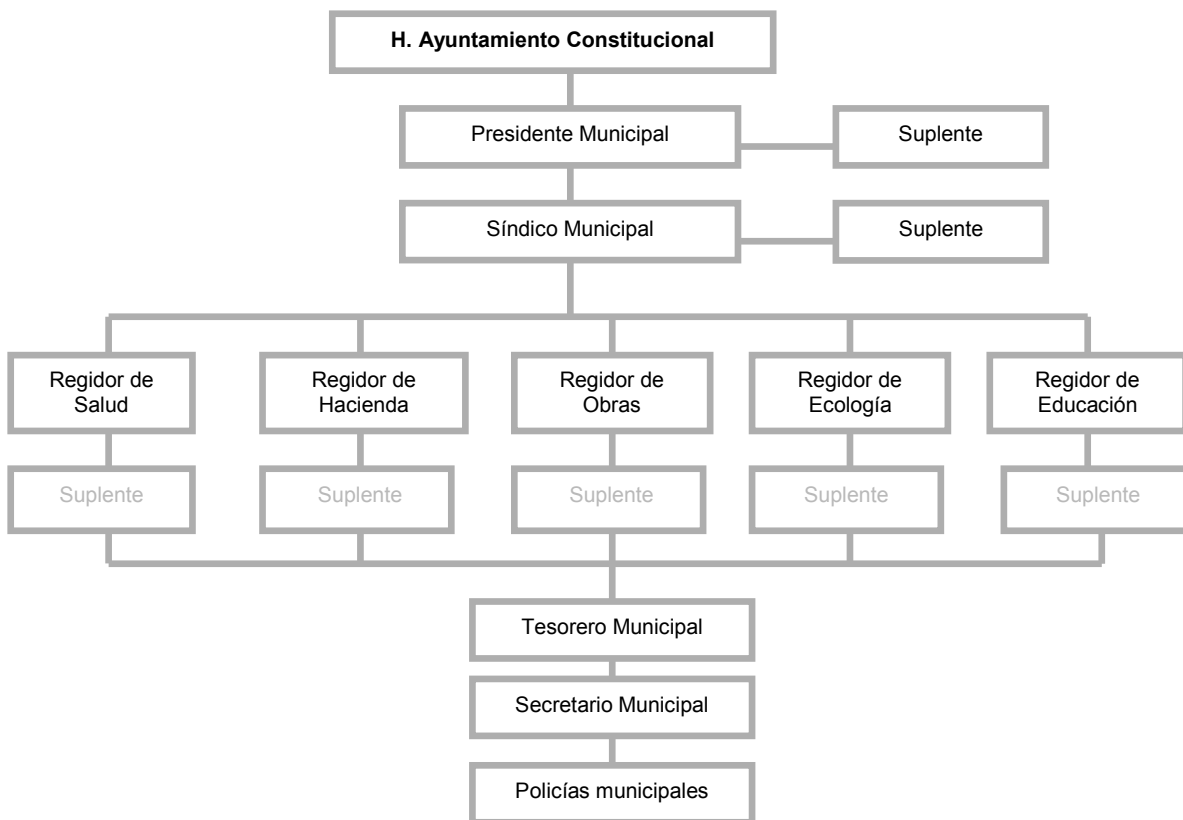 H. Ayuntamiento Constitucional
Presidente Municipal
Suplente
Síndico Municipal
Suplente
Regidor de
Salud
Regidor de
Hacienda
Regidor de
Obras
Regidor de
Ecología
Regidor de
Educación
Suplente
Suplente
Suplente
Suplente
Suplente
Tesorero Municipal
Secretario Municipal
Policías municipales